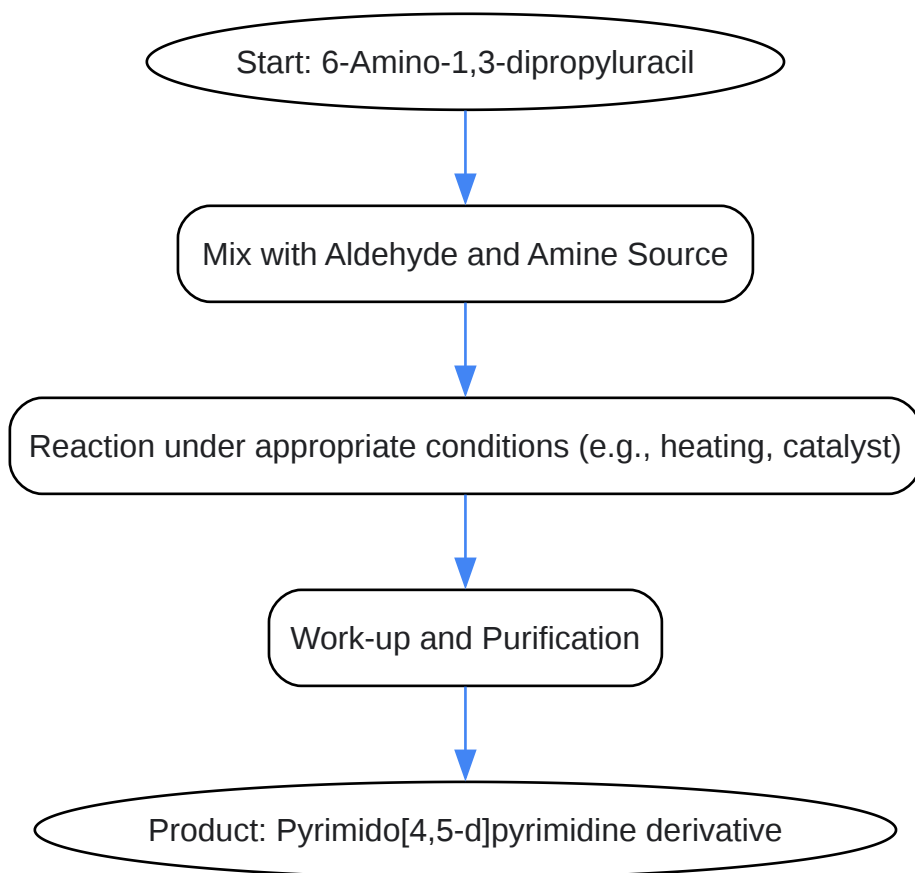 Start: 6-Amino-1,3-dipropyluracil
Mix with Aldehyde and Amine Source
Reaction under appropriate conditions (e.g., heating, catalyst)
Work-up and Purification
Product: Pyrimido[4,5-d]pyrimidine derivative